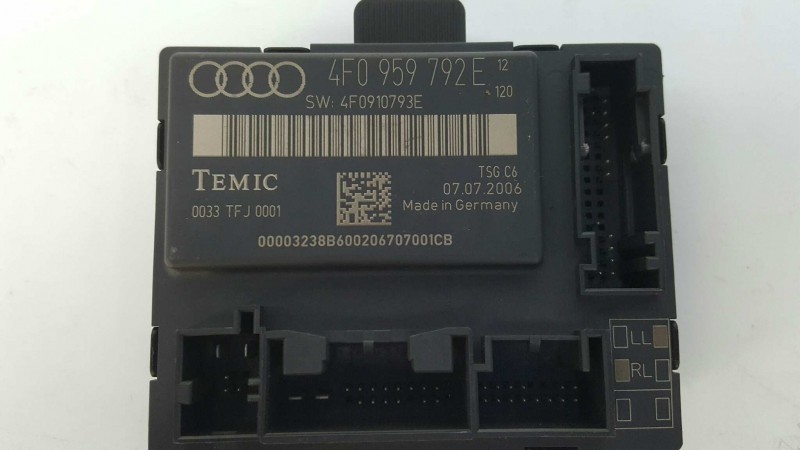 4F0 959 792 E 12
120
SW: 4F0910793E
TEMIC
TSG C6
07.07.2006
0033 TFJ 0001
Made in Germany
00003238B600206707001CB
LL
RL